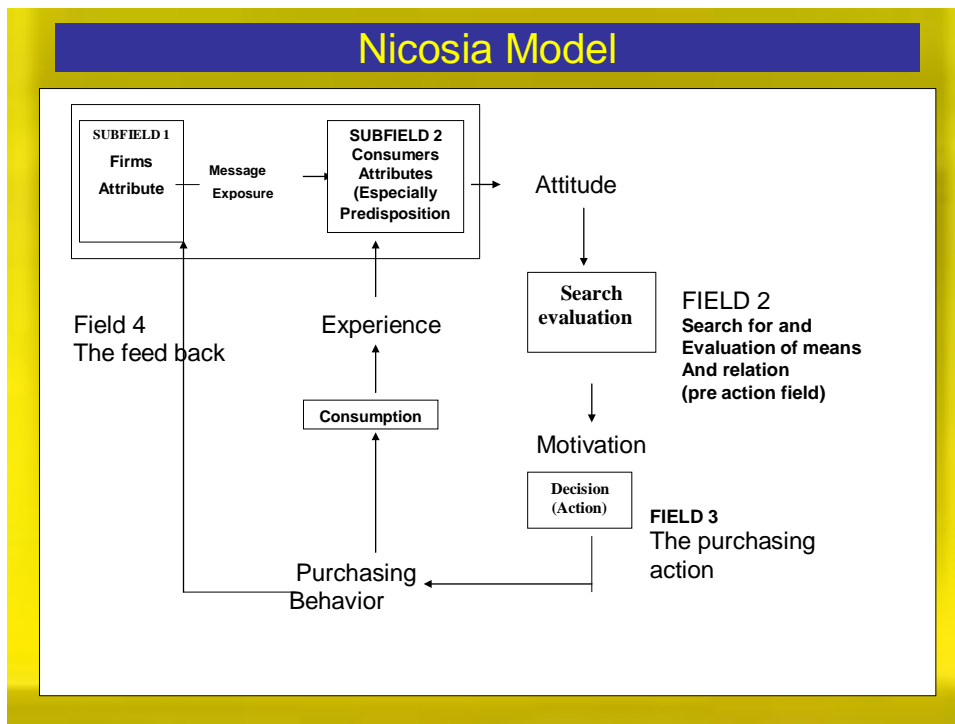 Nicosia Model
SUBFIELD 1
Firms
Attribute
Message
Exposure
SUBFIELD 2
Consumers
Attributes
(Especially
Predisposition
Attitude
Search
evaluation
FIELD 2
Search for and
Evaluation of means
And relation
(pre action field)
Field 4
The feed back
Experience
Consumption
Motivation
Decision
(Action)
FIELD 3
The purchasing
action
Purchasing
Behavior